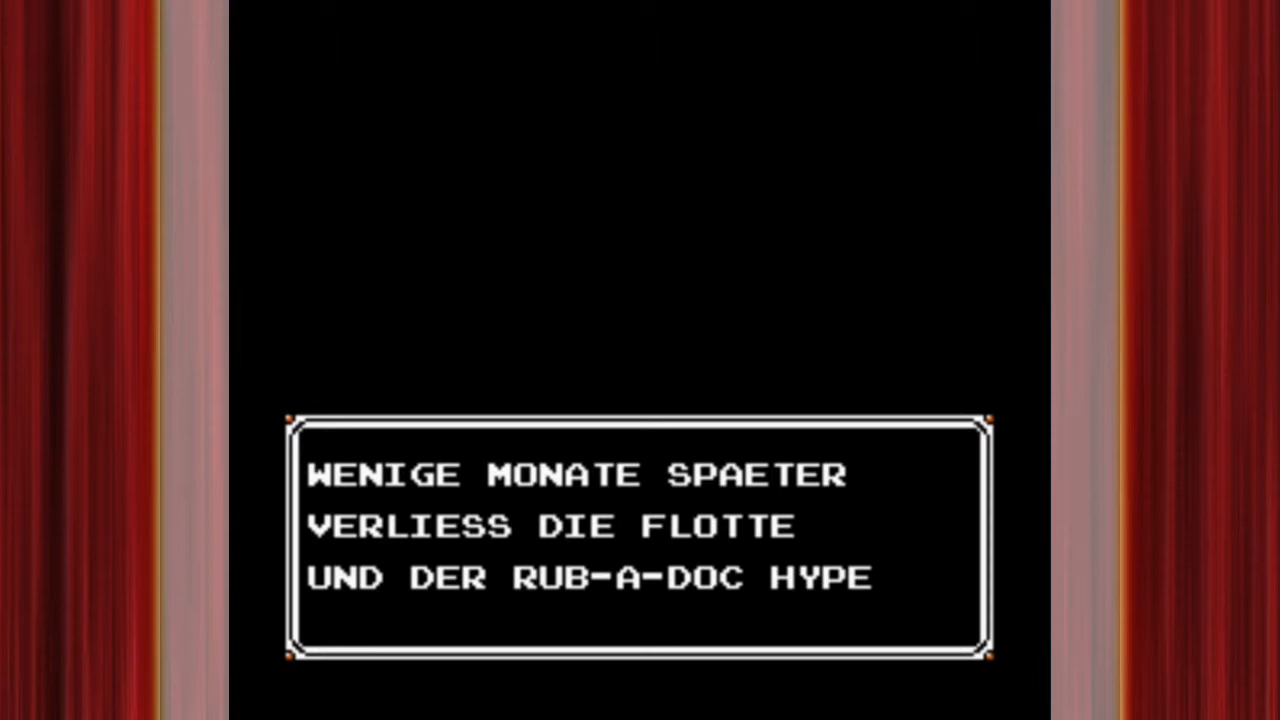 WENIGE MONATE SPAETER
VERLIESS DIE FLOTTE
UND DER RUB-A-DOC HYPE